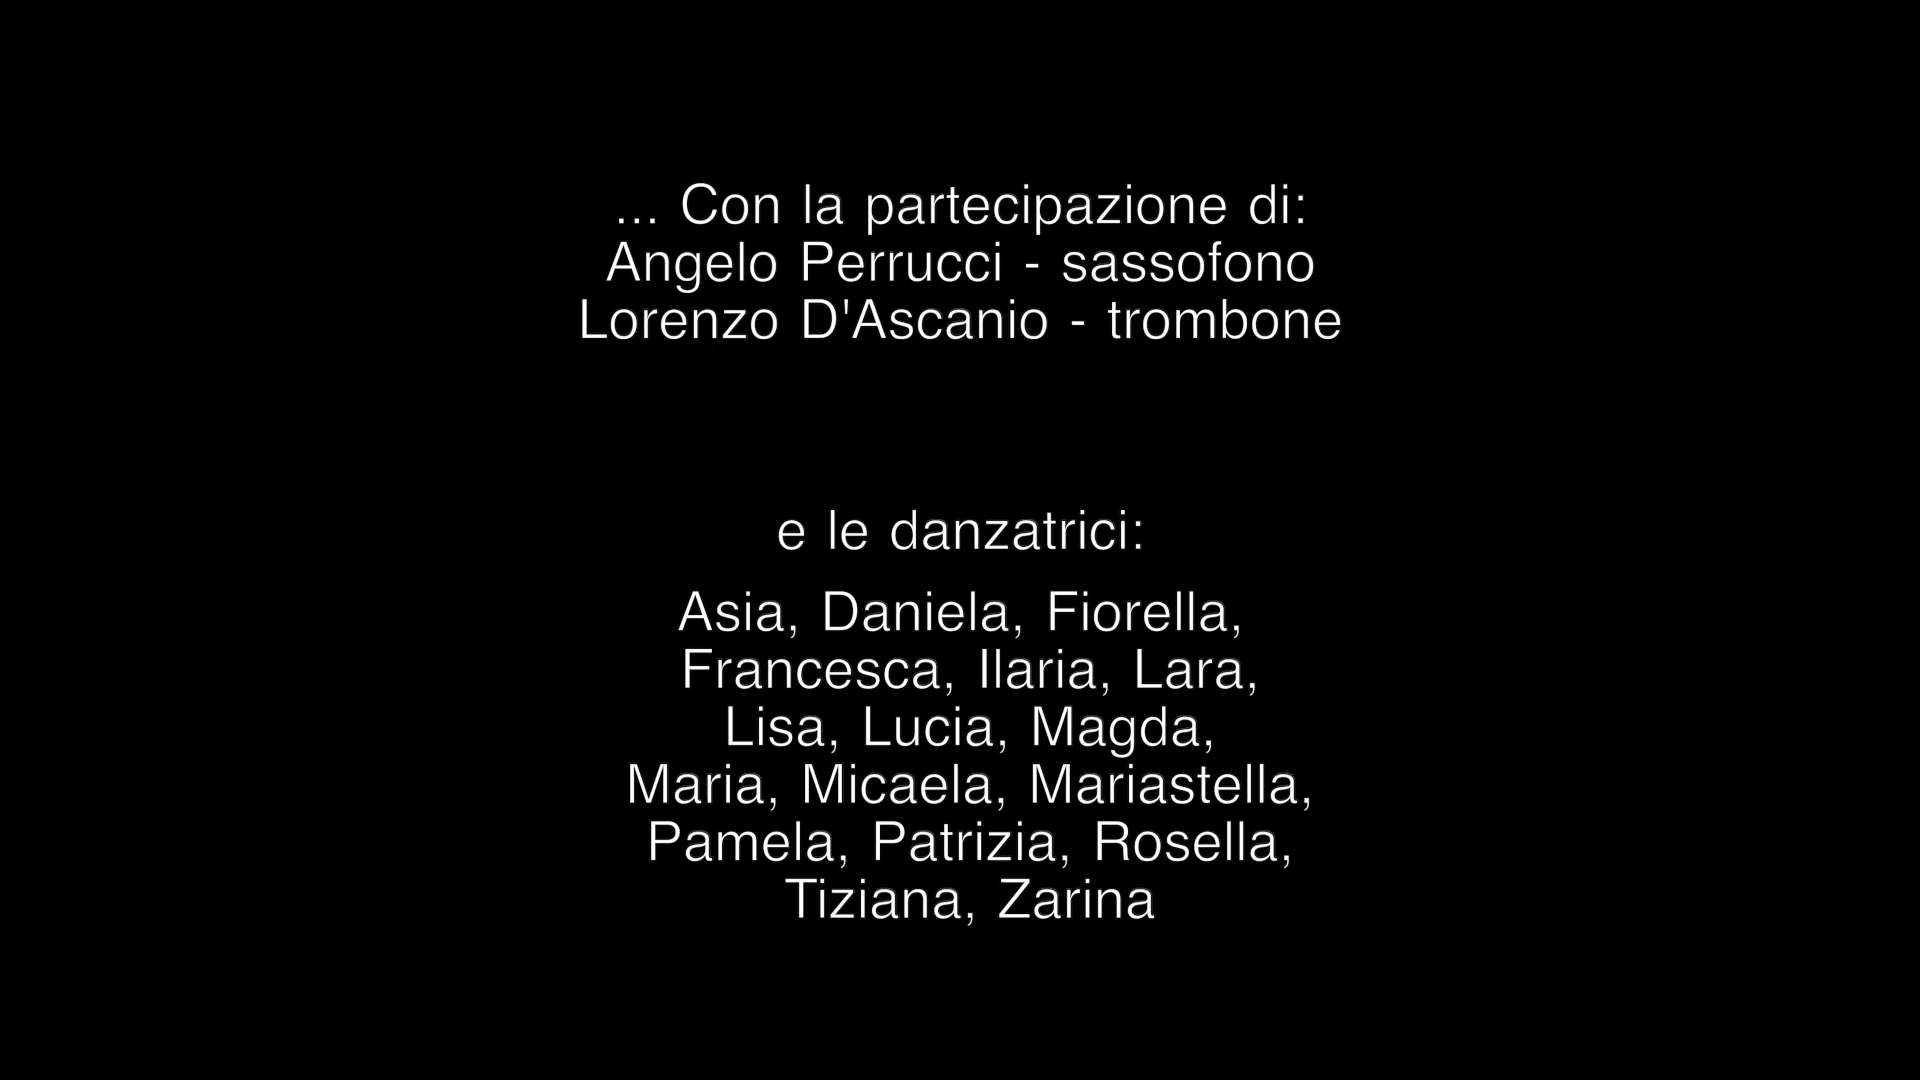 ... Con la partecipazione di:
Angelo Perrucci - sassofono
Lorenzo D'Ascanio - trombone
e le danzatrici:
Asia, Daniela, Fiorella,
Francesca, Ilaria, Lara,
Lisa, Lucia, Magda,
Maria, Micaela, Mariastella,
Pamela, Patrizia, Rosella,
Tiziana, Zarina